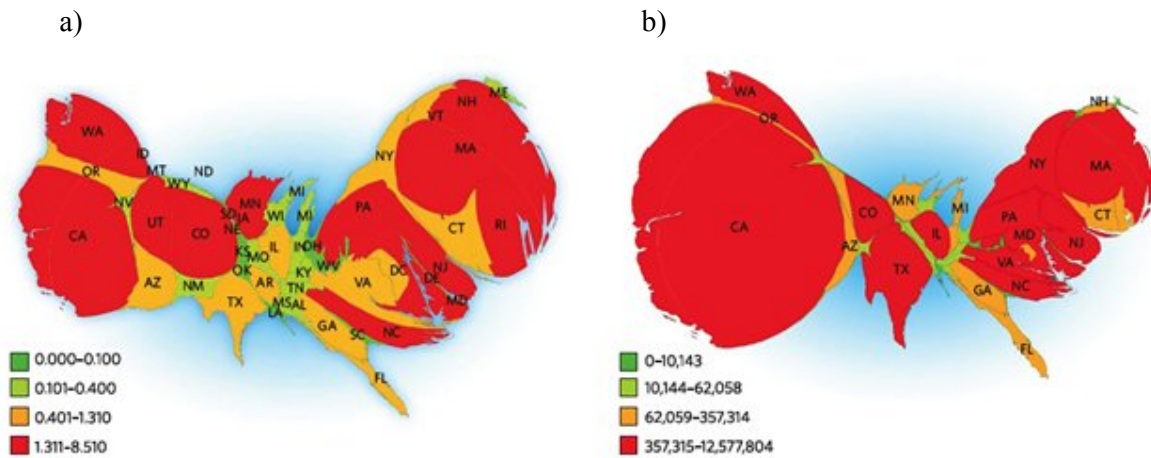 a)
b)
WA
OR
ID
MT
ND
WY
NV
CA
UT
CO
AZ
NM
SD
NE
MN
IA
WI
MI
MI
IL
IN
OH
KS
MO
OK
AR
KY
TN
WV
TX
LA
MS
AL
GA
SC
NC
FL
VA
DC
DE
MD
NJ
PA
NY
VT
NH
ME
MA
CT
RI
0.000–0.100
0.101–0.400
0.401–1.310
1.311–8.510
WA
OR
CA
AZ
CO
TX
MN
IL
MI
GA
FL
NC
VA
MD
PA
NJ
NY
CT
MA
NH
0–10,143
10,144–62,058
62,059–357,314
357,315–12,577,804